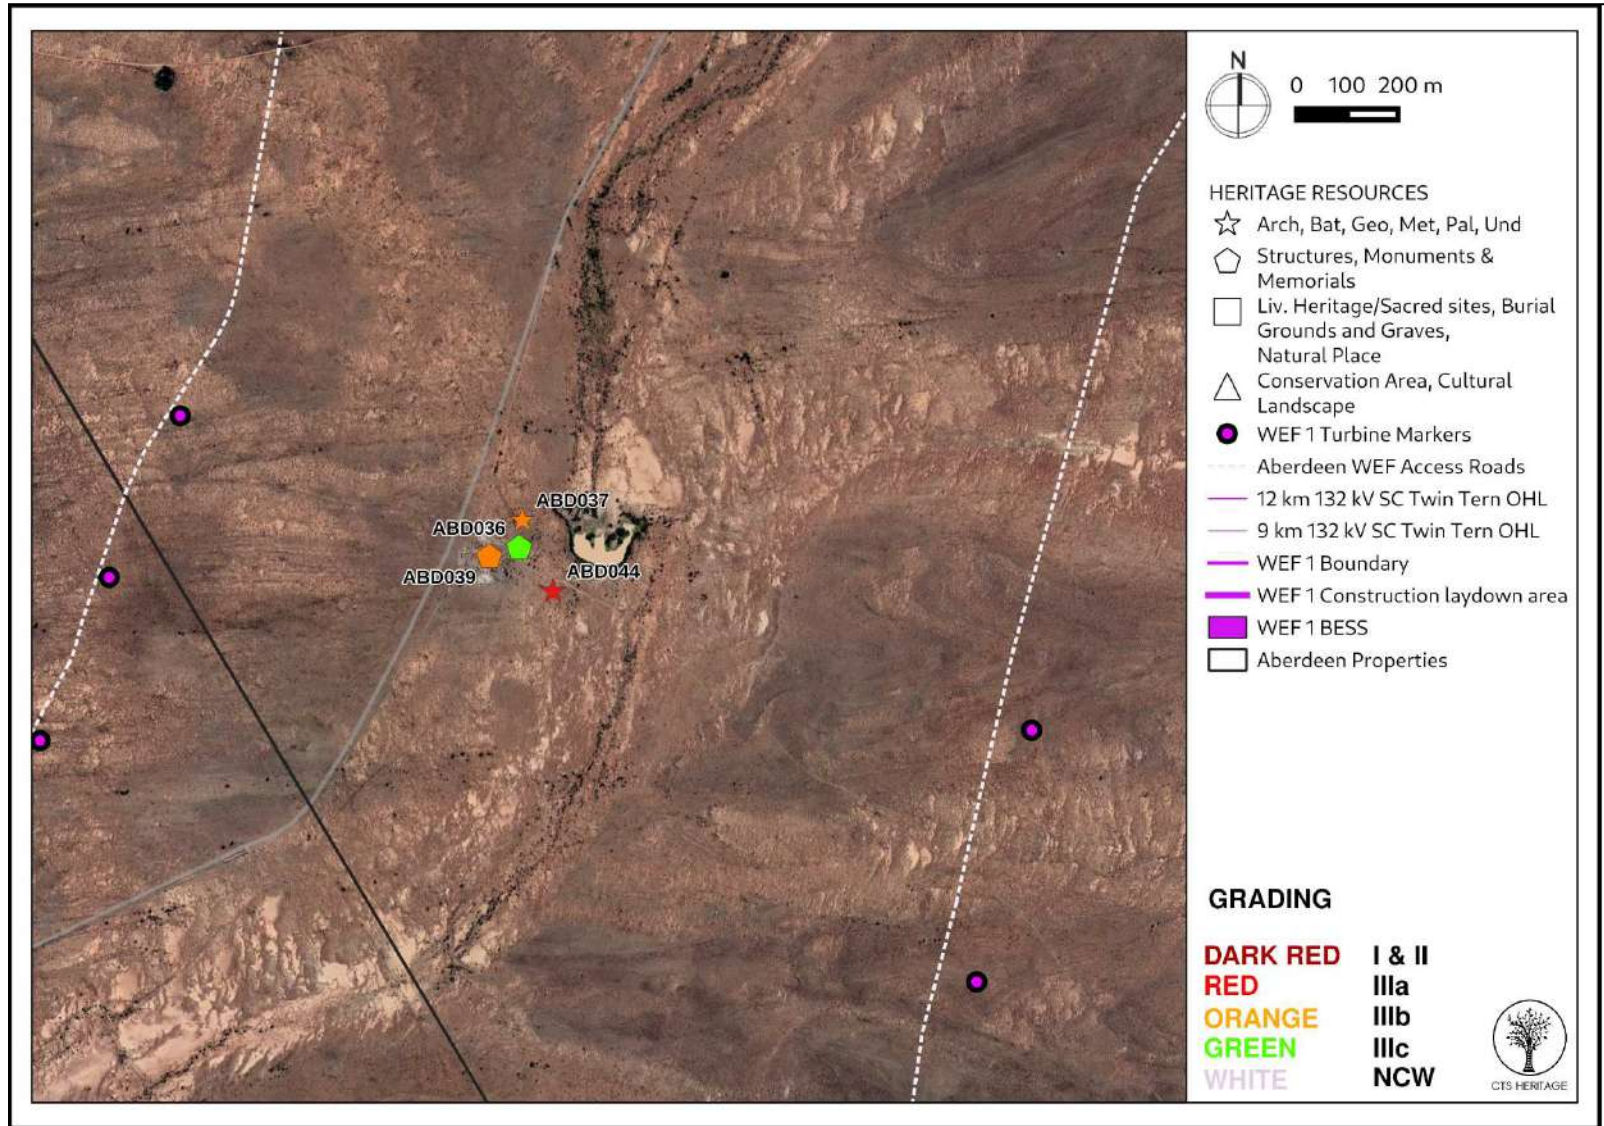 N
0 100 200 m
HERITAGE RESOURCES
Arch, Bat, Geo, Met, Pal, Und
Structures, Monuments &
Memorials
Liv. Heritage/Sacred sites, Burial
Grounds and Graves,
Natural Place
Conservation Area, Cultural
Landscape
WEF 1 Turbine Markers
Aberdeen WEF Access Roads
12 km 132 kV SC Twin Tern OHL
9 km 132 kV SC Twin Tern OHL
WEF 1 Boundary
WEF 1 Construction laydown area
WEF 1 BESS
Aberdeen Properties
ABD037
ABD036
ABD039
ABD044
GRADING
DARK RED I & II
RED IIIa
ORANGE IIIb
GREEN IIIc
WHITE NCW
CTS HERITAGE